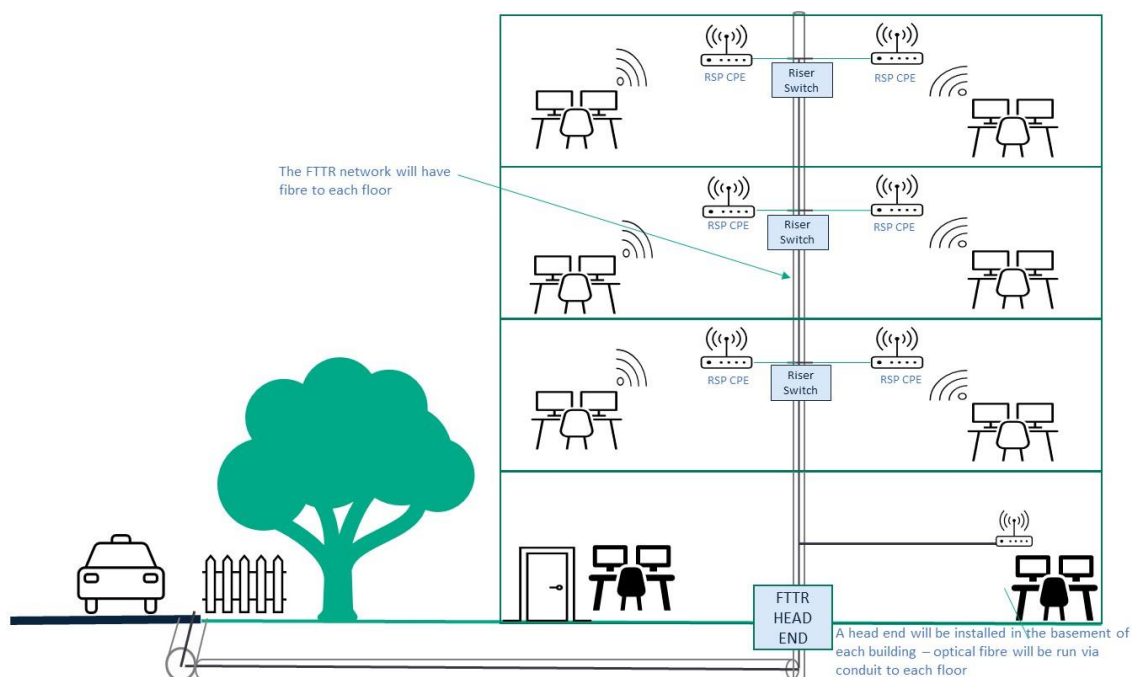 RSP CPE
Riser
Switch
RSP CPE
The FTTR network will have
fibre to each floor
RSP CPE
Riser
Switch
RSP CPE
RSP CPE
Riser
Switch
RSP CPE
FTTR
HEAD
END
A head end will be installed in the basement of
each building – optical fibre will be run via
conduit to each floor